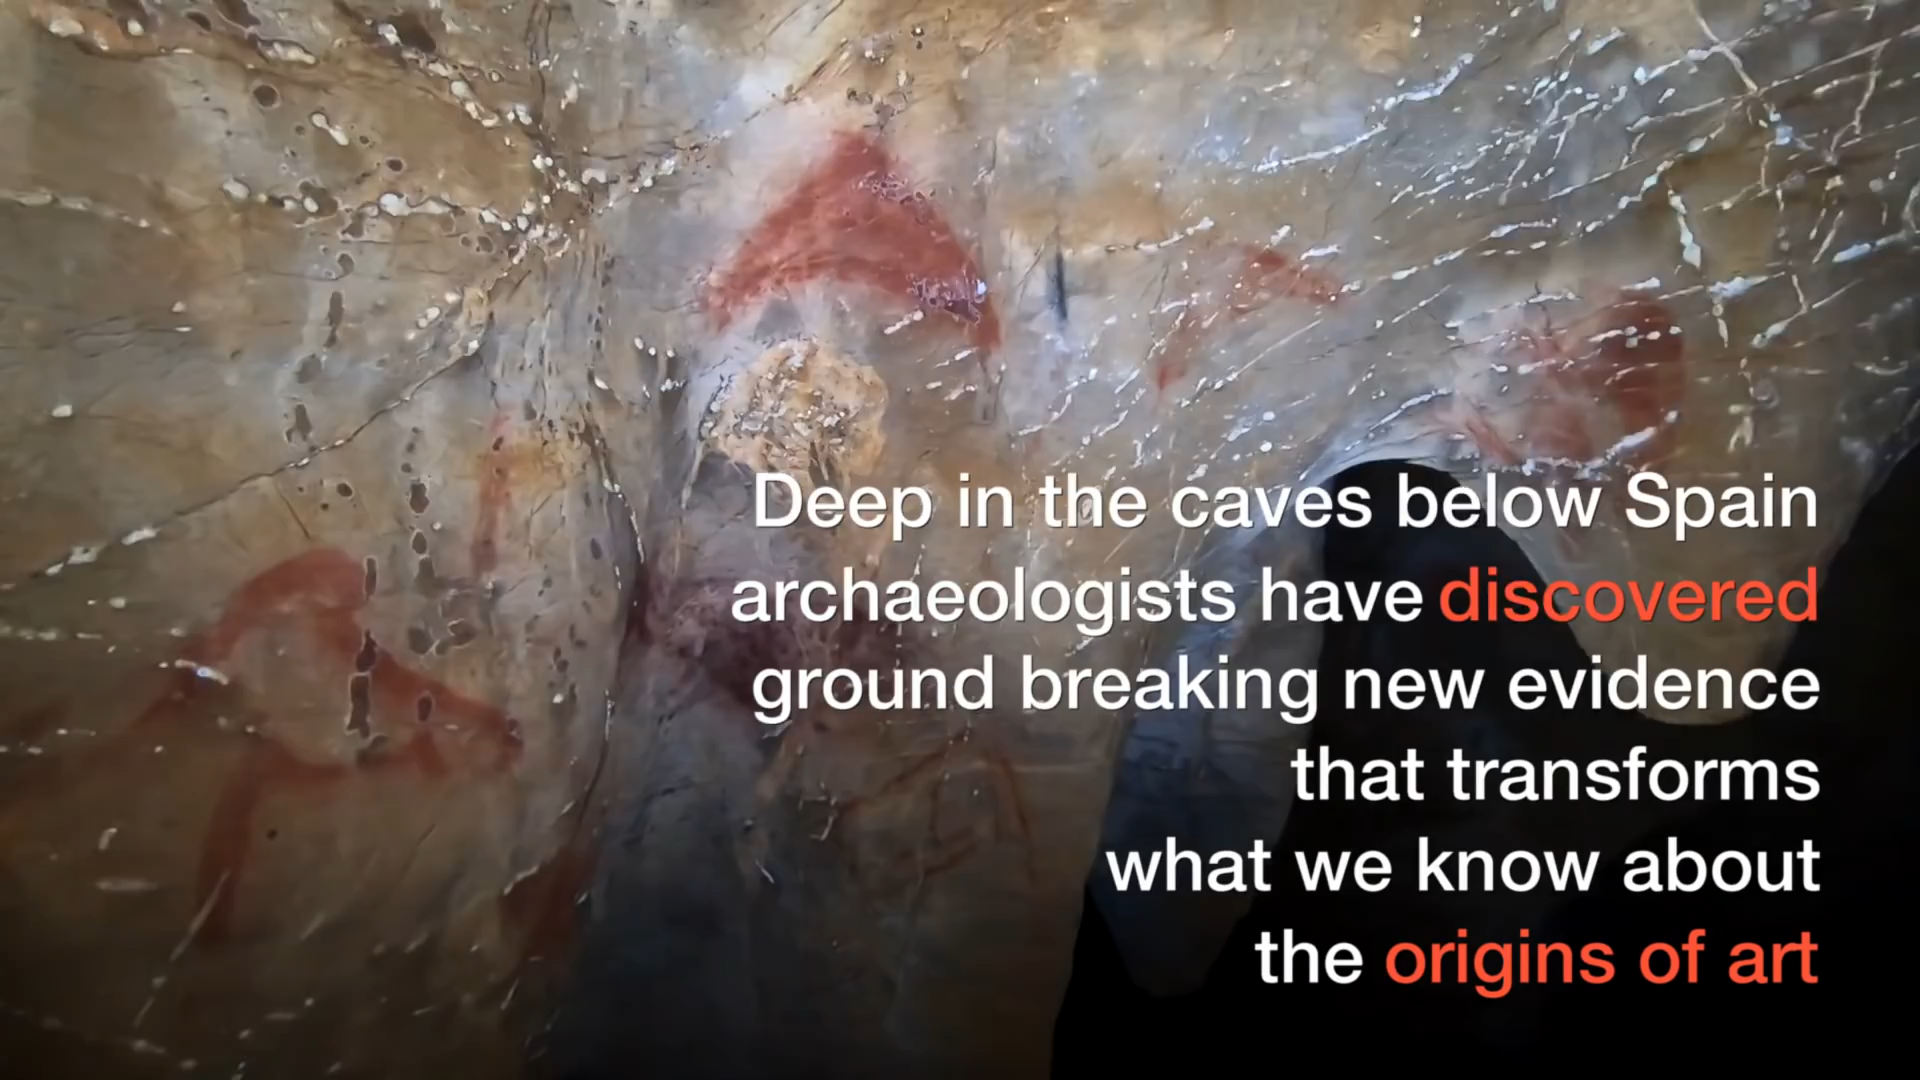 Deep in the caves below Spain
archaeologists have discovered
ground breaking new evidence
that transforms
what we know about
the origins of art